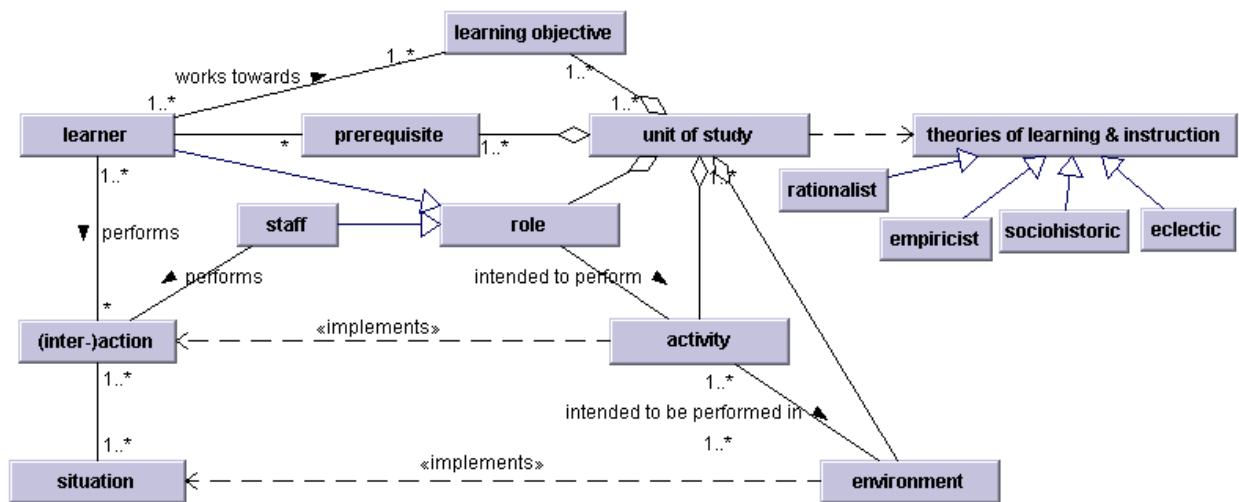 learning objective
1..*
works towards
1..*
1..*
1..*
learner
prerequisite
unit of study
theories of learning & instruction
*
1..*
1..*
1..*
rationalist
staff
role
empiricist
sociohistoric
eclectic
performs
performs
intended to perform
*
«implements»
(inter-)action
activity
1..*
1..*
intended to be performed in
1..*
1..*
«implements»
situation
environment